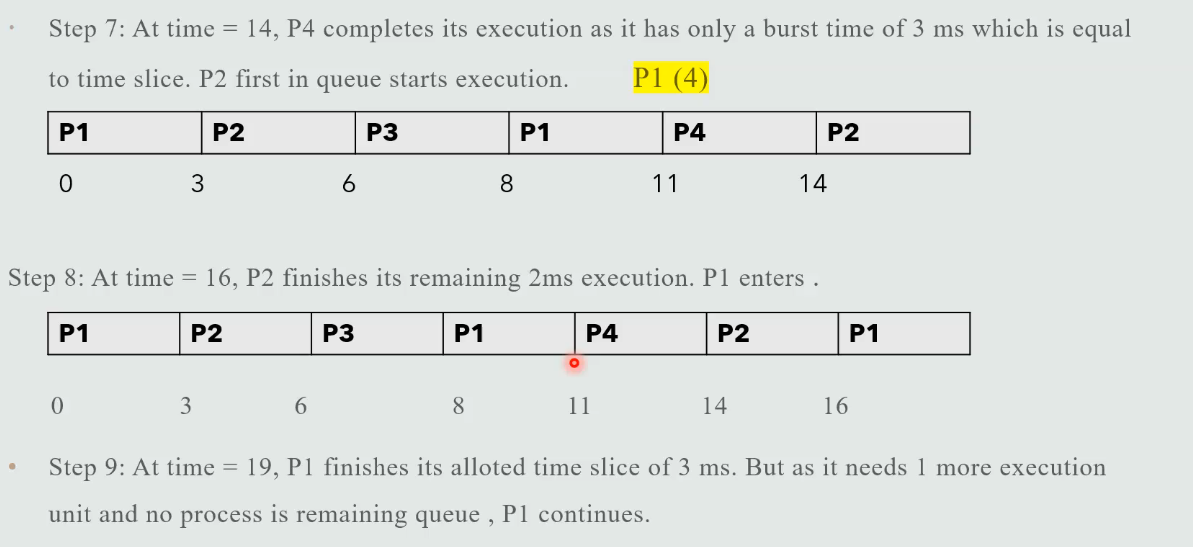 Step 7: At time = 14, P4 completes its execution as it has only a burst time of 3 ms which is equal
to time slice. P2 first in queue starts execution. P1 (4)
P1 P2 P3 P1 P4 P2
0 3 6 8 11 14
Step 8: At time = 16, P2 finishes its remaining 2ms execution. P1 enters .
P1 P2 P3 P1 P4 P2 P1
0 3 6 8 11 14 16
Step 9: At time = 19, P1 finishes its alloted time slice of 3 ms. But as it needs 1 more execution
unit and no process is remaining queue , P1 continues.